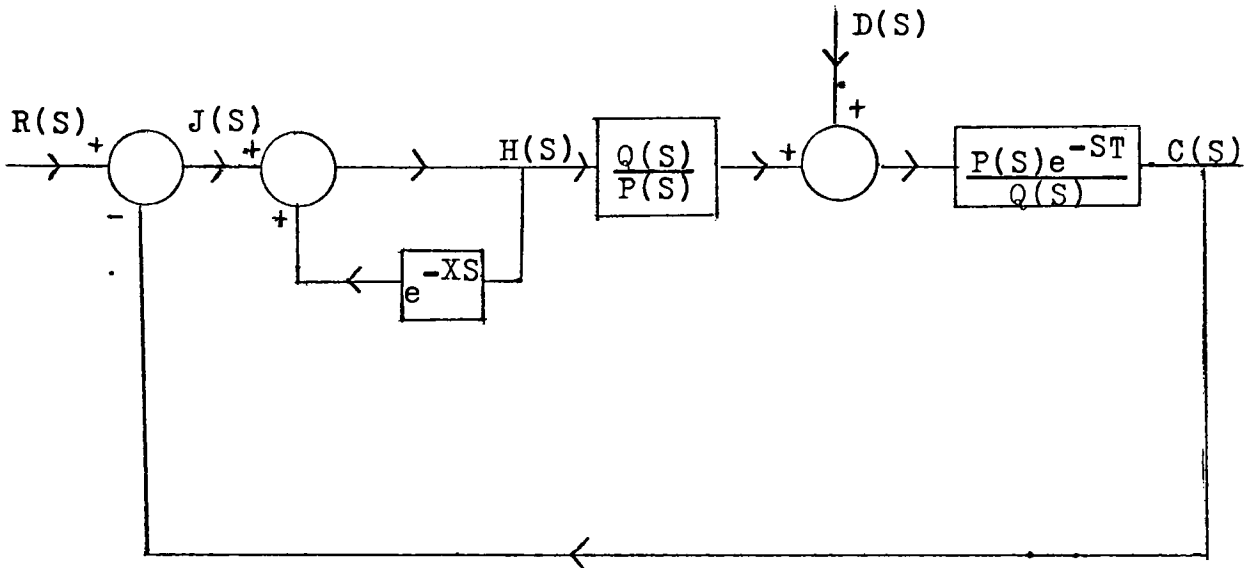 D(S)
+
R(S) + J(S) + H(S) Q(S) + P(S)e^-ST C(S)
P(S) Q(S)
- +
e^-XS